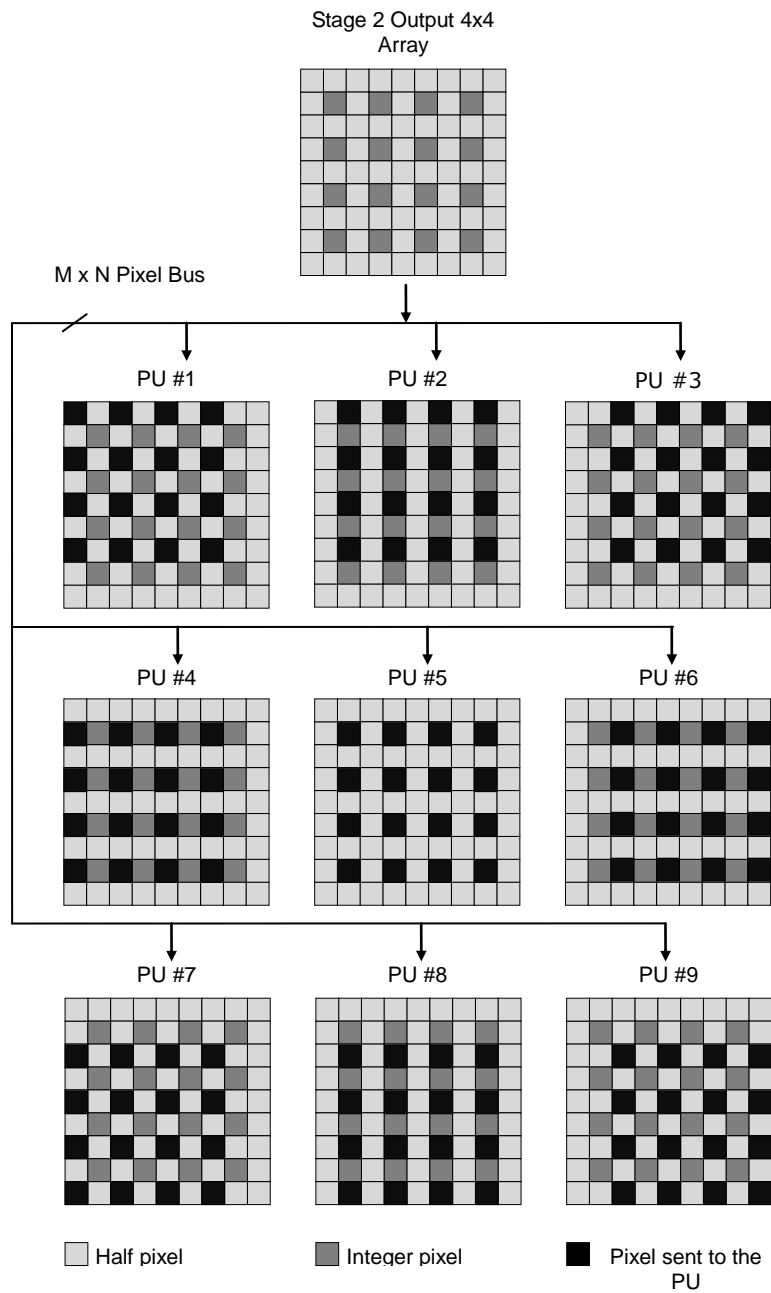 Stage 2 Output 4x4
Array
M x N Pixel Bus
PU #1
PU #2
PU #3
PU #4
PU #5
PU #6
PU #7
PU #8
PU #9
Half pixel
Integer pixel
Pixel sent to the
PU